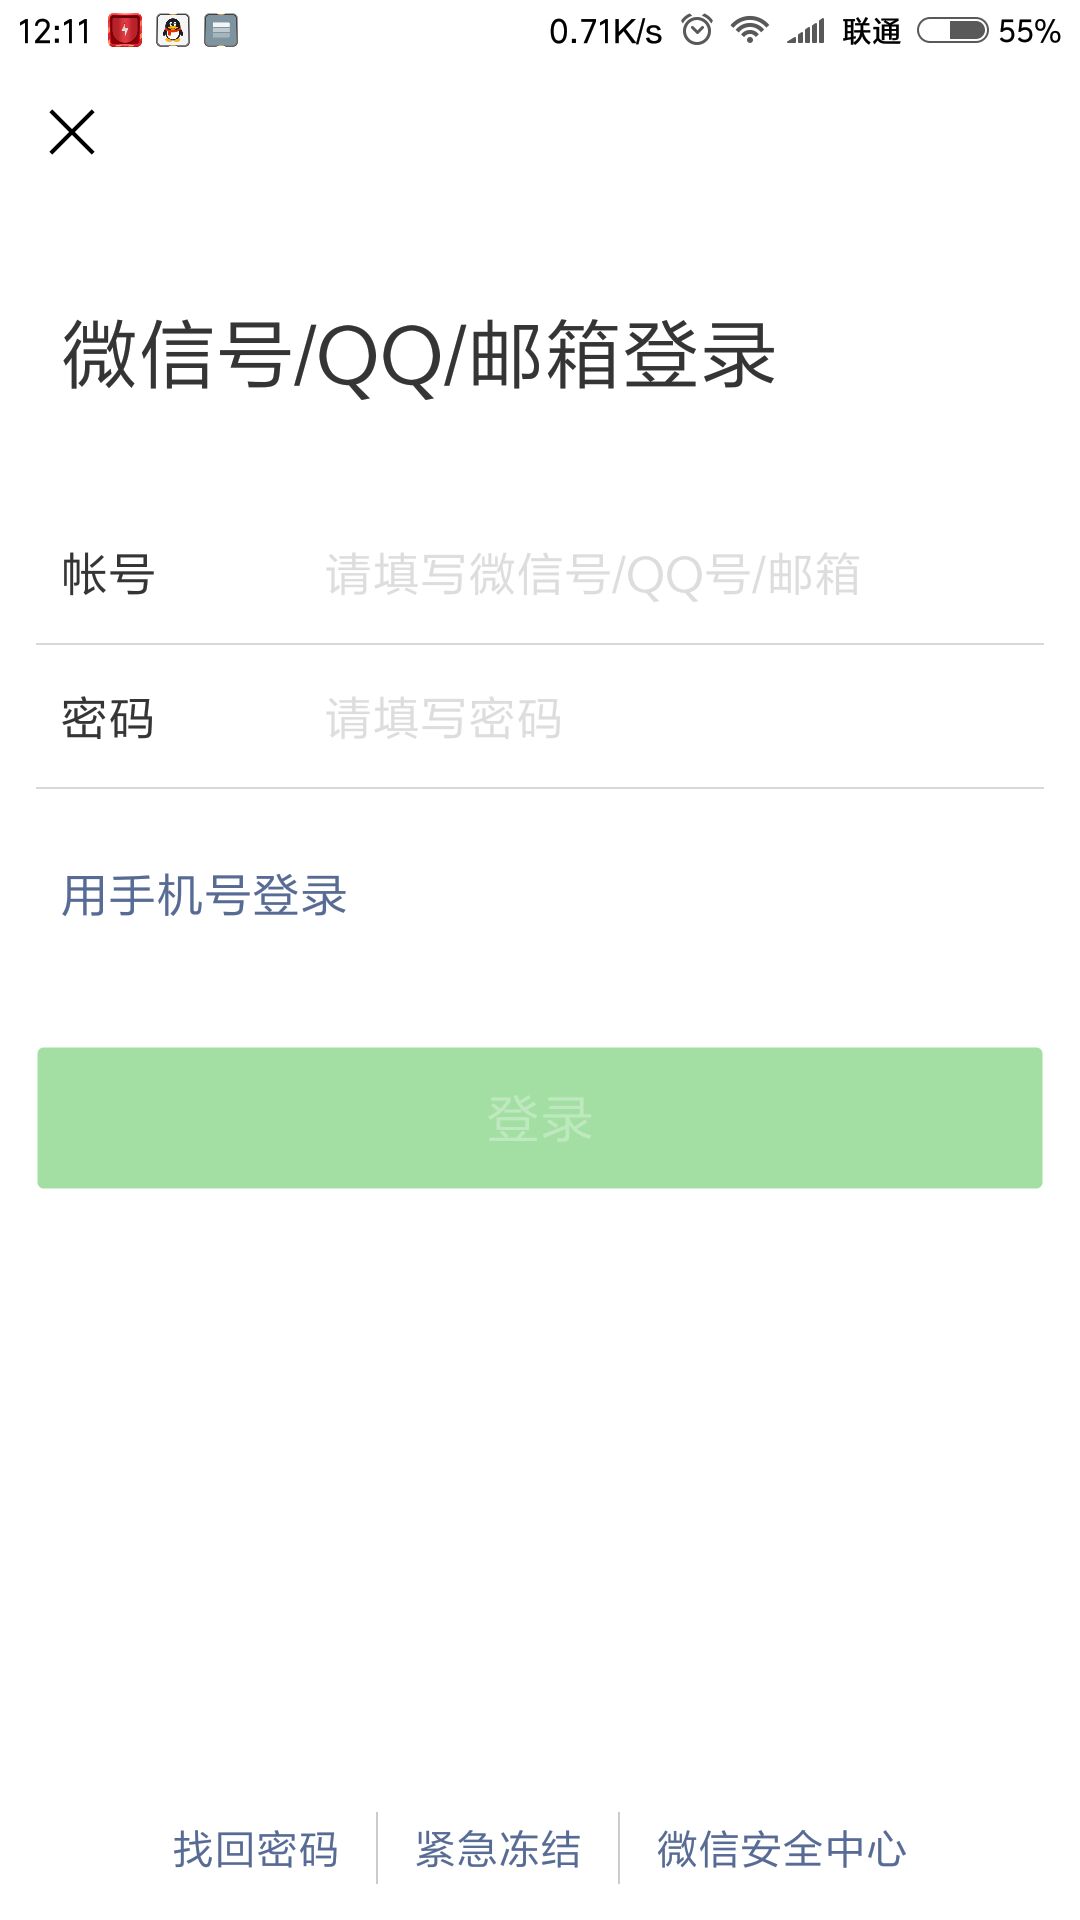 12:11 0.71K/s 联通 55%
微信号/QQ/邮箱登录
帐号 请填写微信号/QQ号/邮箱
密码 请填写密码
用手机号登录
登录
找回密码 紧急冻结 微信安全中心